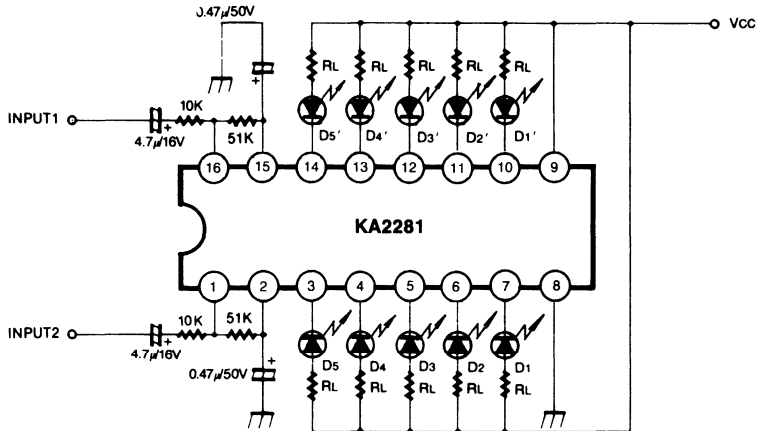 0.47μ/50V
VCC
RL RL RL RL RL
10K
INPUT1
D5' D4' D3' D2' D1'
4.7μ/16V
51K
16 15 14 13 12 11 10 9
KA2281
1 2 3 4 5 6 7 8
10K 51K
INPUT2
4.7μ/16V
D5 D4 D3 D2 D1
0.47μ/50V
RL RL RL RL RL